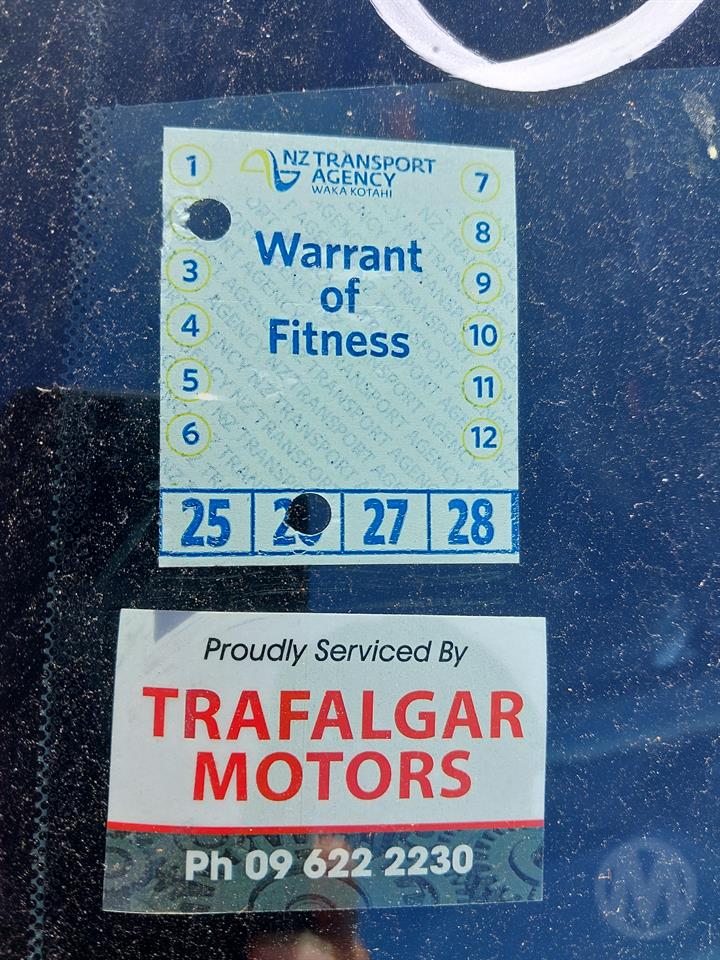 NZ TRANSPORT
AGENCY
WAKA KOTAHI
Warrant
of
Fitness
1
3
4
5
6
7
8
9
10
11
12
25 26 27 28
Proudly Serviced By
TRAFALGAR
MOTORS
Ph 09 622 2230